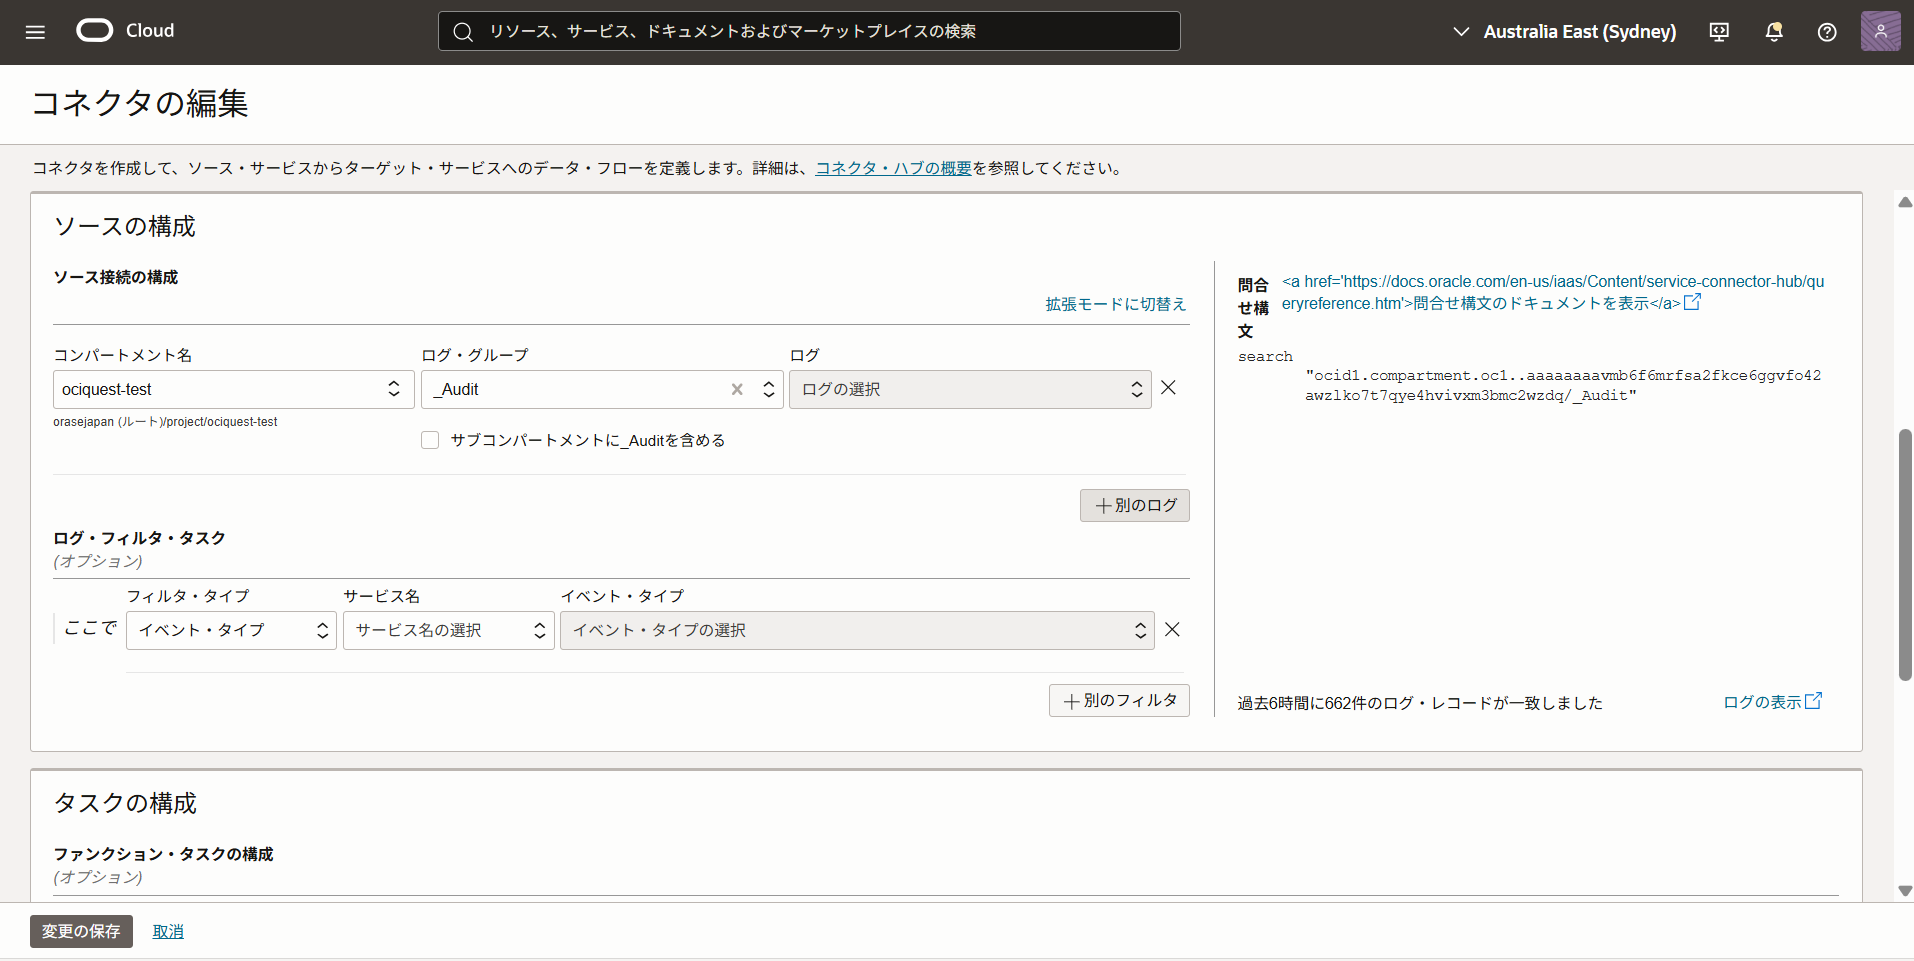 Cloud
リソース、サービス、ドキュメントおよびマーケットプレイスの検索
Australia East (Sydney)
コネクタの編集
コネクタを作成して、ソース・サービスからターゲット・サービスへのデータ・フローを定義します。詳細は、コネクタ・ハブの概要を参照してください。
ソースの構成
ソース接続の構成
拡張モードに切替え
コンパートメント名
ログ・グループ
ログ
ociquest-test
_Audit
ログの選択
orasejapan (ルート)/project/ociquest-test
サブコンパートメントに_Auditを含める
+別のログ
ログ・フィルタ・タスク
(オプション)
フィルタ・タイプ
サービス名
イベント・タイプ
ここで
イベント・タイプ
サービス名の選択
イベント・タイプの選択
+別のフィルタ
問合
せ構
文
<a href='https://docs.oracle.com/en-us/iaas/Content/service-connector-hub/qu
eryreference.htm'>問合せ構文のドキュメントを表示</a>
search
"ocid1.compartment.oc1..aaaaaaaavmb6f6mrfsa2fkce6ggvfo42
awzlko7t7qye4hvivxm3bmc2wzdq/_Audit"
過去6時間に662件のログ・レコードが一致しました
ログの表示
タスクの構成
ファンクション・タスクの構成
(オプション)
変更の保存
取消